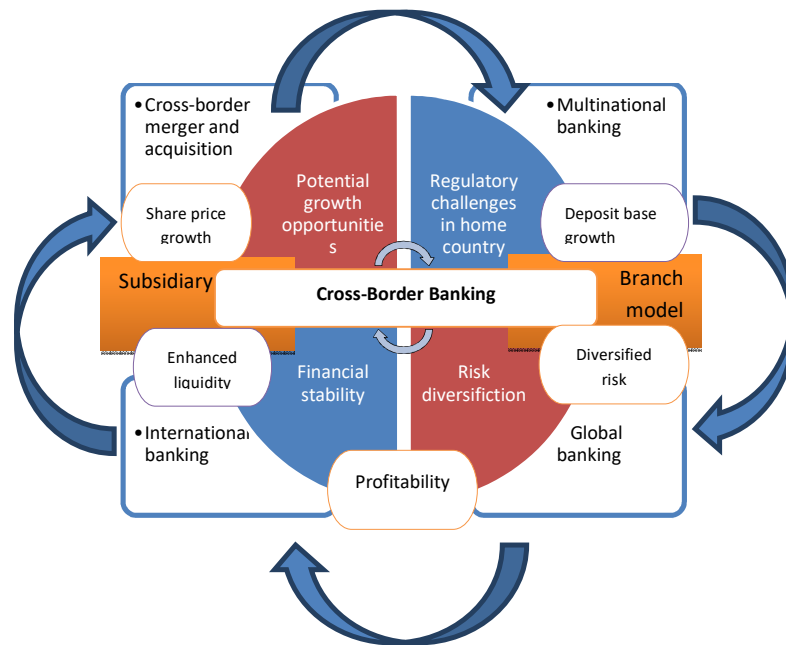 •Cross-border
merger and
acquisition
•Multinational
banking
Potential
growth
opportunitie
s
Regulatory
challenges
in home
country
Share price
growth
Deposit base
growth
Subsidiary
Cross-Border Banking
Branch
model
Enhanced
liquidity
Financial
stability
Risk
diversifiction
Diversified
risk
•International
banking
Global
banking
Profitability